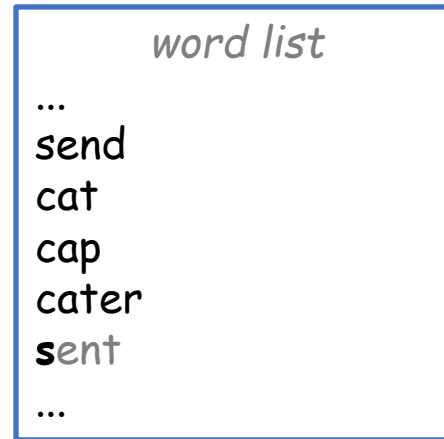 word list
...
send
cat
cap
cater
sent
...